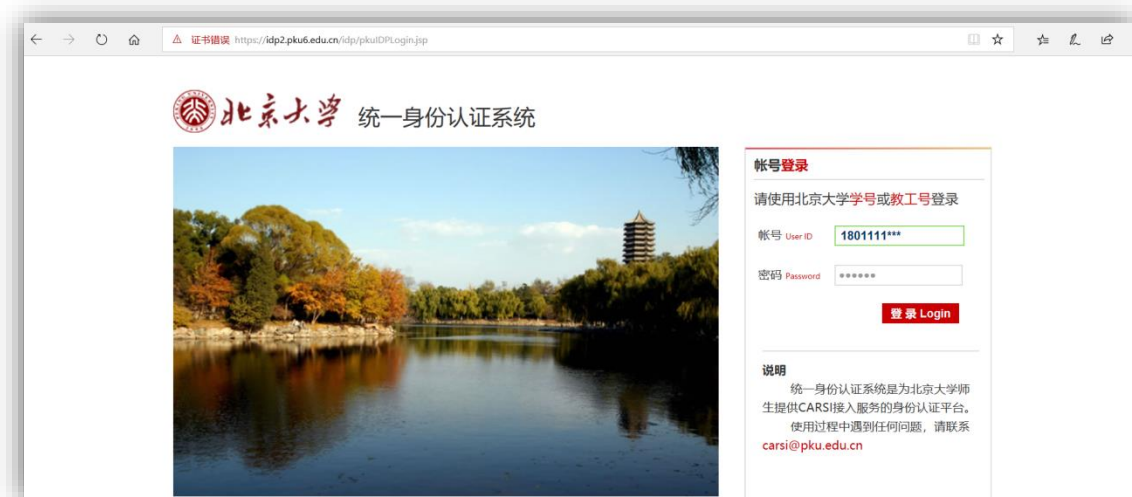 证书错误 https://idp2.pku6.edu.cn/idp/pkuIDPLogin.jsp
北京大学 统一身份认证系统
帐号登录
请使用北京大学学号或教工号登录
帐号 User ID 1801111***
密码 Password ••••••
登 录 Login
说明
统一身份认证系统是为北京大学师
生提供CARSI接入服务的身份认证平台。
使用过程中遇到任何问题，请联系
carsi@pku.edu.cn